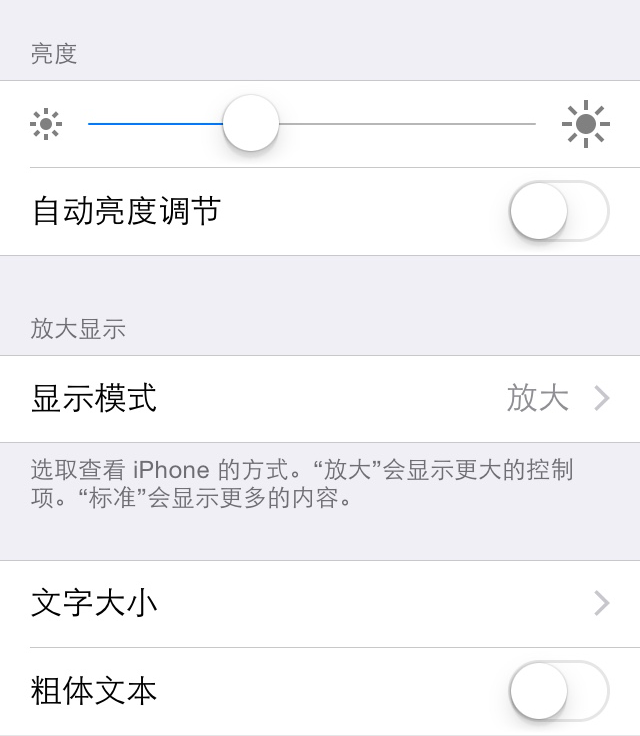 亮度
自动亮度调节
放大显示
显示模式
放大
选取查看 iPhone 的方式。“放大”会显示更大的控制
项。“标准”会显示更多的内容。
文字大小
粗体文本